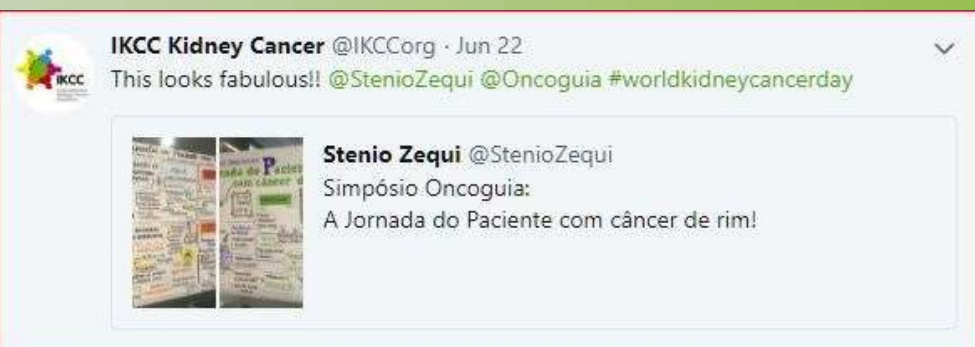 IKCC Kidney Cancer @IKCCorg · Jun 22
This looks fabulous!! @StenioZequi @Oncoguia #worldkidneycancerday
IKCC
Stenio Zequi @StenioZequi
Simpósio Oncoguia:
A Jornada do Paciente com câncer de rim!